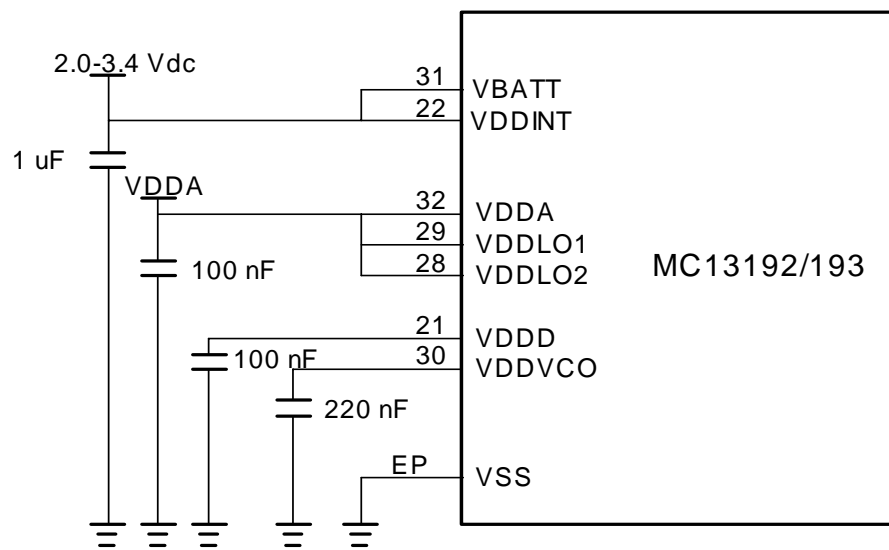 2.0-3.4 Vdc
31 VBATT
22 VDDINT
1 uF
VDDA
32 VDDA
29 VDDLO1
28 VDDLO2
100 nF
MC13192/193
21 VDDD
100 nF
30 VDDVCO
220 nF
EP VSS